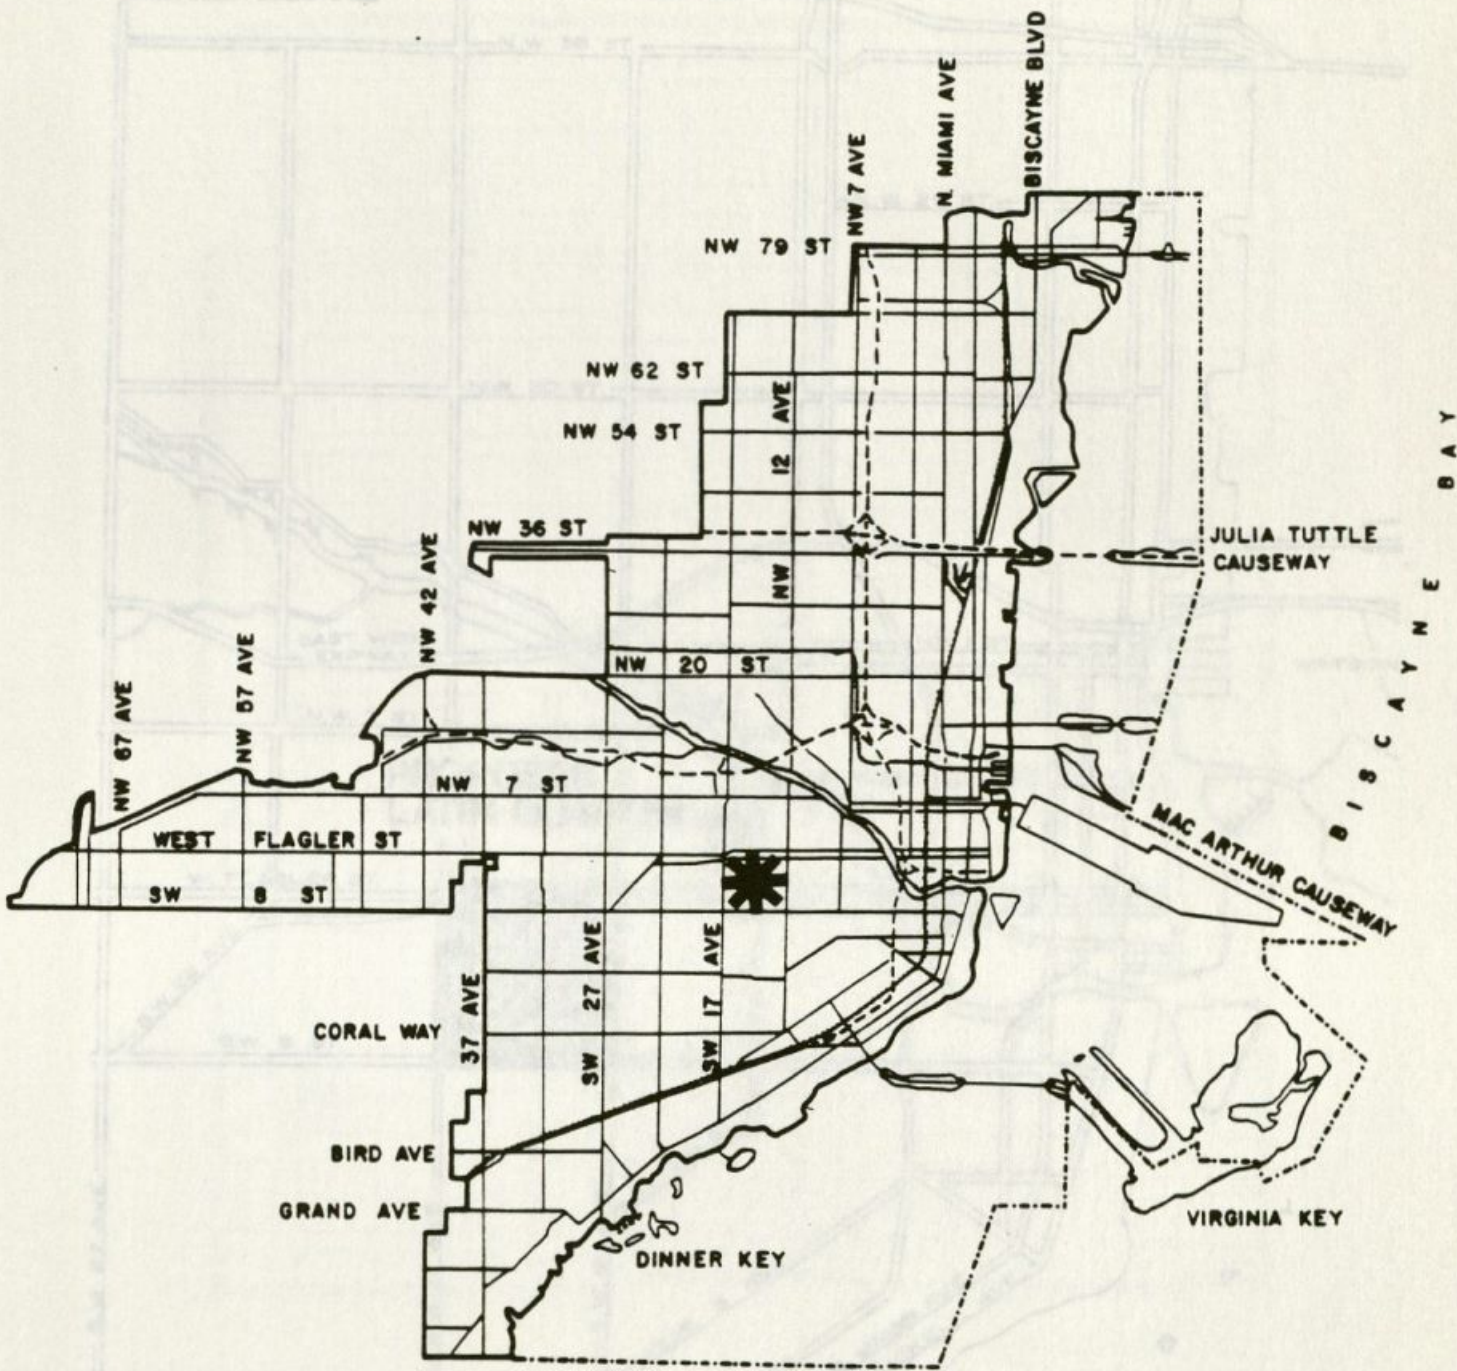 BISCAYNE BLVD
N. MIAMI AVE
NW 7 AVE
NW 79 ST
NW 62 ST
NW 12 AVE
NW 54 ST
NW 36 ST
JULIA TUTTLE
CAUSEWAY
BISCAYNE BAY
NW 42 AVE
NW 57 AVE
NW 67 AVE
NW 20 ST
NW 7 ST
WEST FLAGLER ST
SW 8 ST
MAC ARTHUR CAUSEWAY
SW 27 AVE
SW 17 AVE
37 AVE
CORAL WAY
BIRD AVE
GRAND AVE
DINNER KEY
VIRGINIA KEY